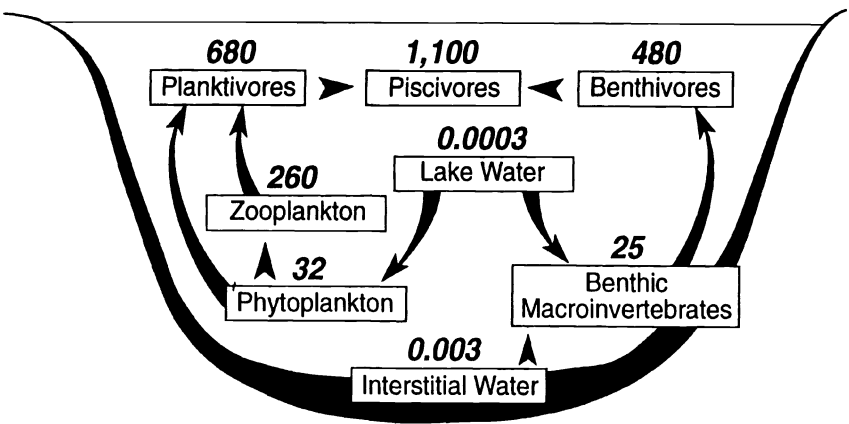 680
1,100
480
Planktivores
Piscivores
Benthivores
0.0003
Lake Water
260
Zooplankton
32
Phytoplankton
25
Benthic
Macroinvertebrates
0.003
Interstitial Water